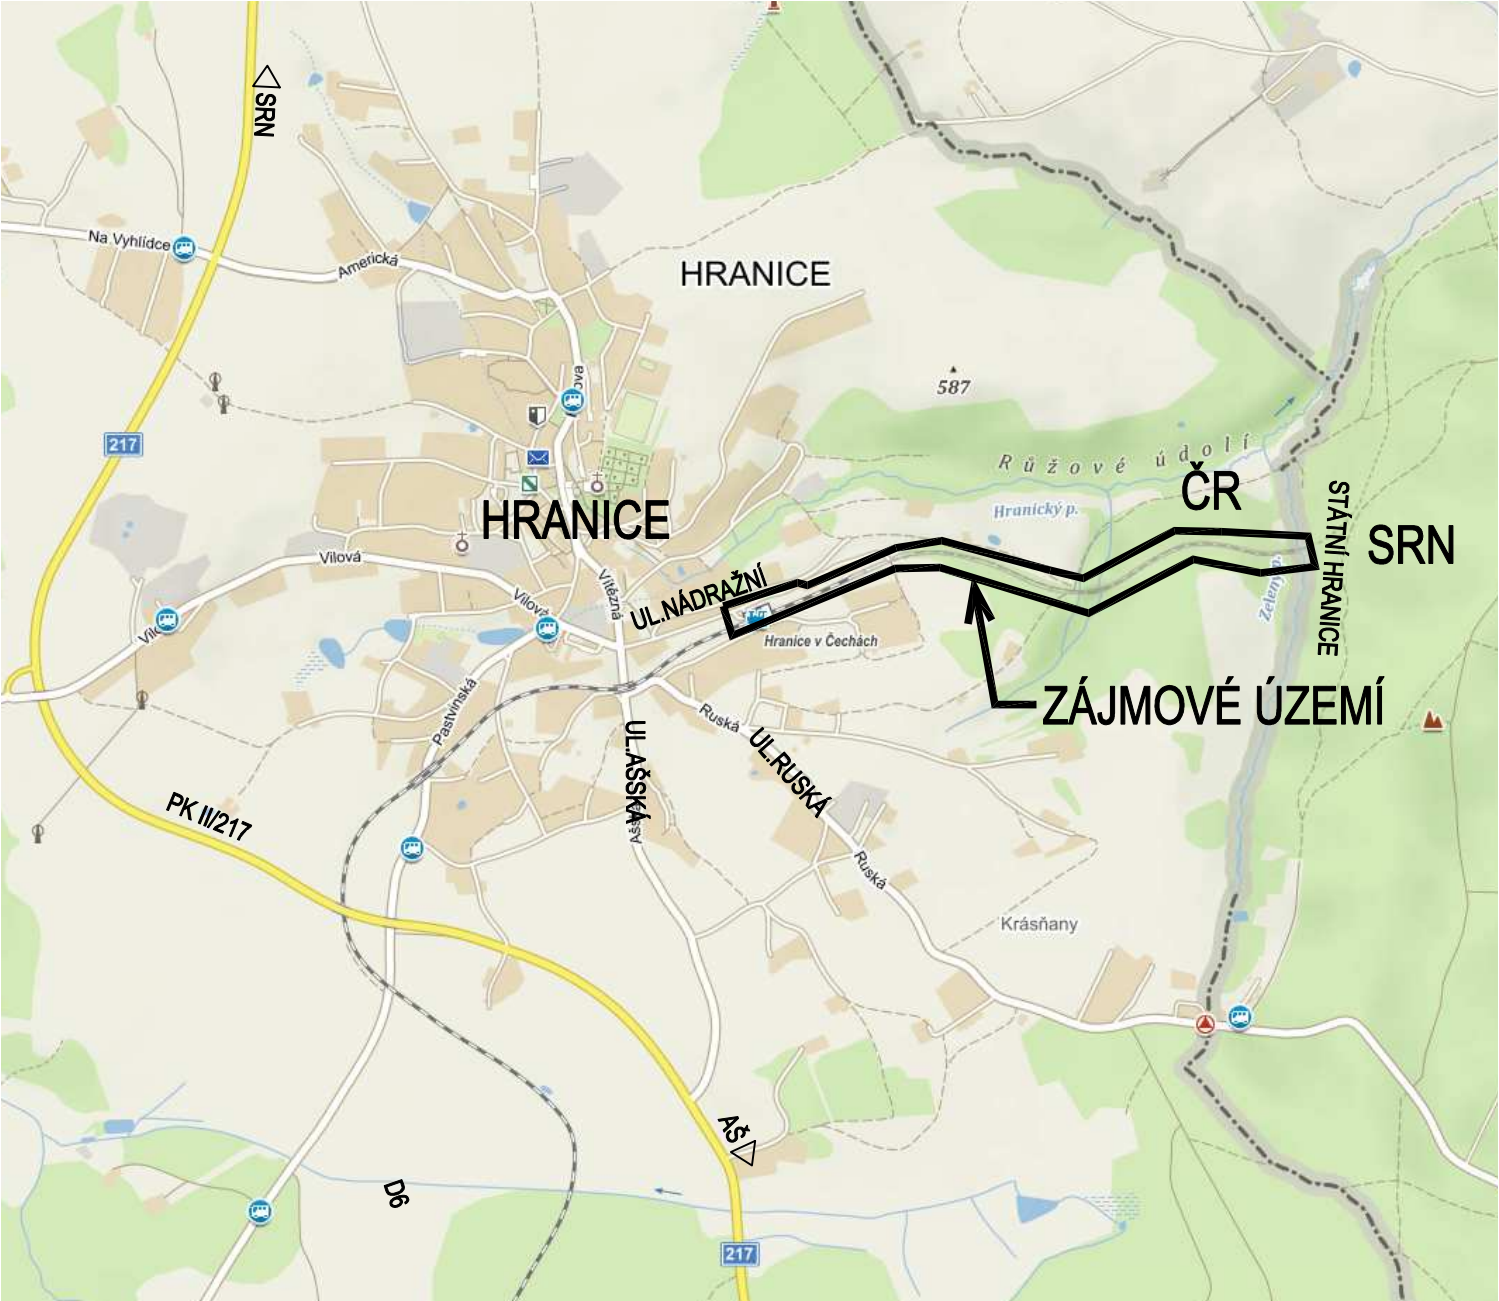 SRN
Na Vyhlídce
Americká
HRANICE
587
217
Růžové údolí
ČR
STÁTNÍ HRANICE
HRANICE
Hranický p.
SRN
Vilová
Vítězná
UL.NÁDRAŽNÍ
Zelený p.
Vilová
Hranice v Čechách
ZÁJMOVÉ ÚZEMÍ
Pastvinská
Ruská
UL.AŠSKÁ
UL.RUSKÁ
PK II/217
Ruská
Krásňany
AŠ
D6
217